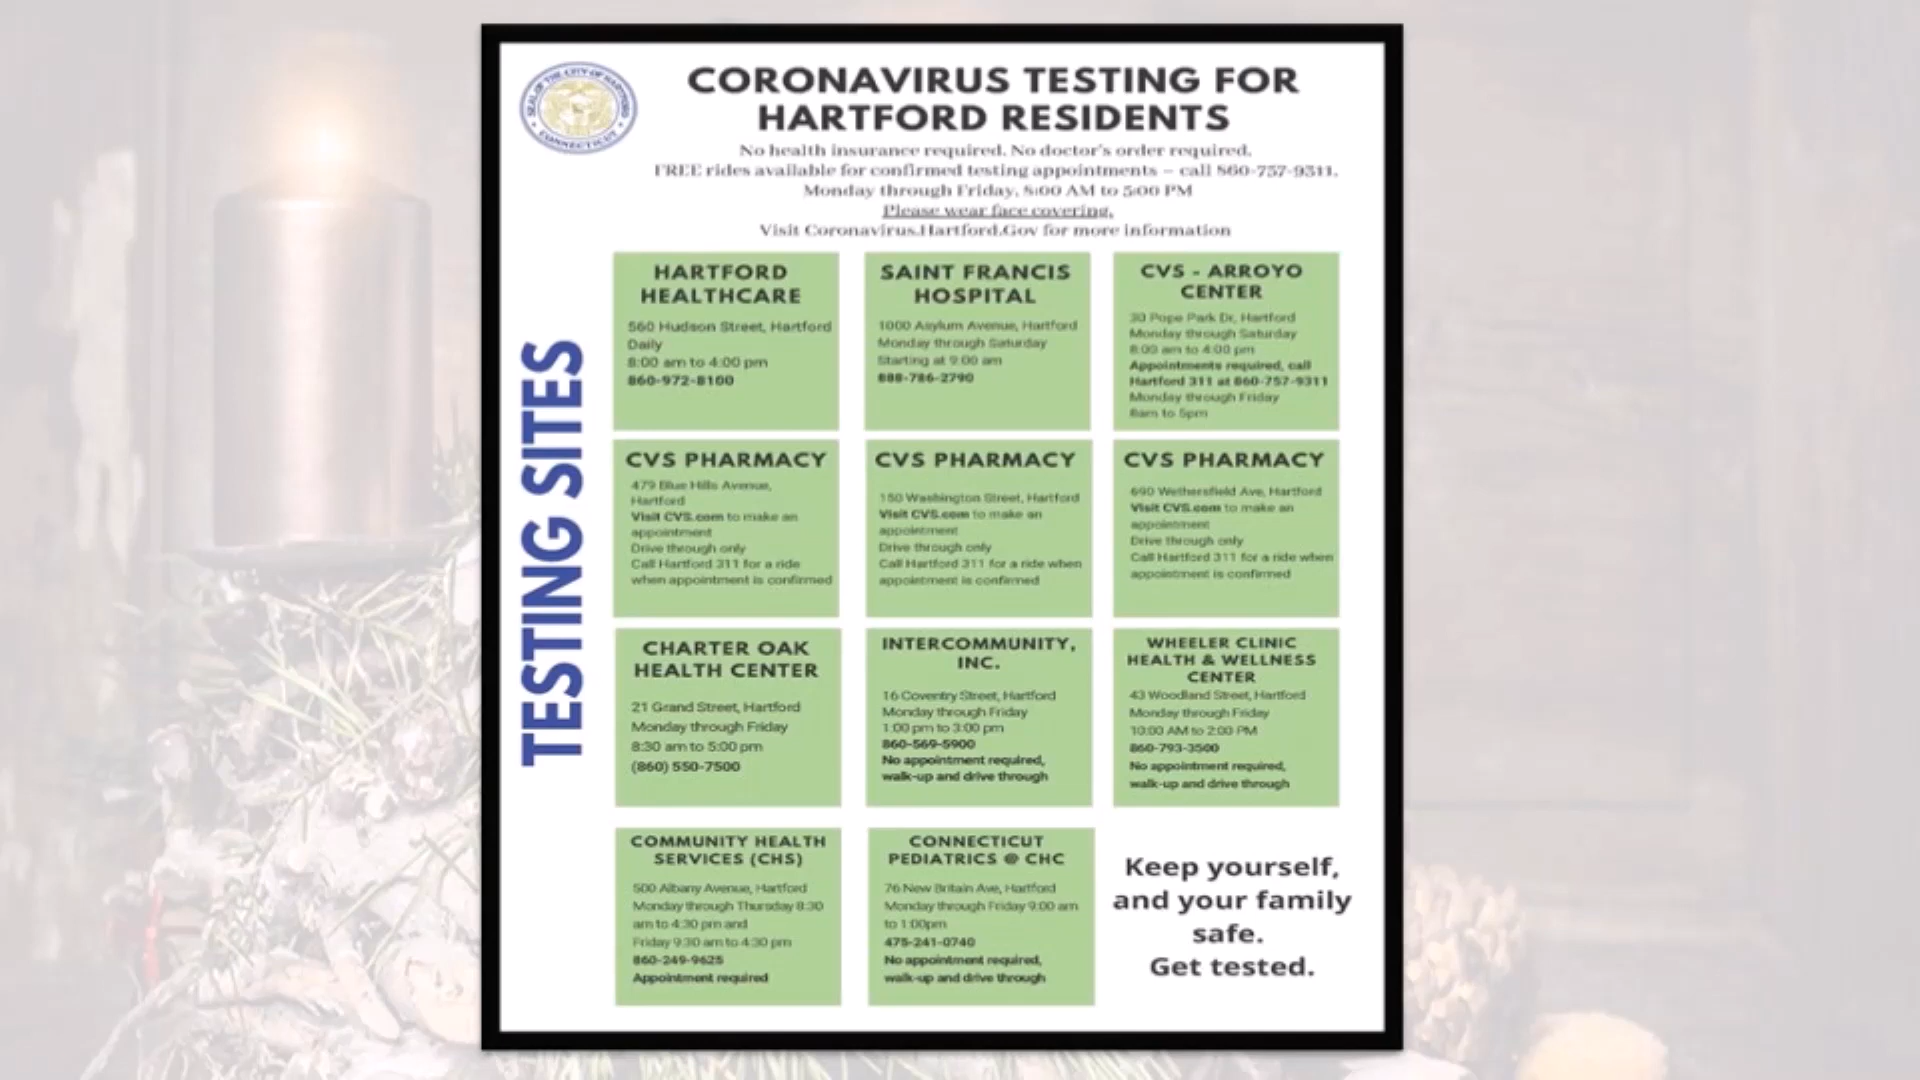 SEAL OF THE CITY OF HARTFORD
CONNECTICUT
CORONAVIRUS TESTING FOR
HARTFORD RESIDENTS
No health insurance required. No doctor's order required.
FREE rides available for confirmed testing appointments – call 860-757-9311.
Monday through Friday, 8:00 AM to 5:00 PM
Please wear face covering.
Visit Coronavirus.Hartford.Gov for more information
TESTING SITES
HARTFORD
HEALTHCARE
560 Hudson Street, Hartford
Daily
8:00 am to 4:00 pm
860-972-8100
SAINT FRANCIS
HOSPITAL
1000 Asylum Avenue, Hartford
Monday through Saturday
Starting at 9:00 am
888-786-2790
CVS - ARROYO
CENTER
30 Pope Park Dr, Hartford
Monday through Saturday
8:00 am to 4:00 pm
Appointments required, call
Hartford 311 at 860-757-9311
Monday through Friday
8am to 5pm
CVS PHARMACY
479 Blue Hills Avenue,
Hartford
Visit CVS.com to make an
appointment
Drive through only
Call Hartford 311 for a ride
when appointment is confirmed
CVS PHARMACY
150 Washington Street, Hartford
Visit CVS.com to make an
appointment
Drive through only
Call Hartford 311 for a ride when
appointment is confirmed
CVS PHARMACY
690 Wethersfield Ave, Hartford
Visit CVS.com to make an
appointment
Drive through only
Call Hartford 311 for a ride when
appointment is confirmed
CHARTER OAK
HEALTH CENTER
21 Grand Street, Hartford
Monday through Friday
8:30 am to 5:00 pm
(860) 550-7500
INTERCOMMUNITY,
INC.
16 Coventry Street, Hartford
Monday through Friday
1:00 pm to 3:00 pm
860-569-5900
No appointment required,
walk-up and drive through
WHEELER CLINIC
HEALTH & WELLNESS
CENTER
43 Woodland Street, Hartford
Monday through Friday
10:00 AM to 2:00 PM
860-793-3500
No appointment required,
walk-up and drive through
COMMUNITY HEALTH
SERVICES (CHS)
500 Albany Avenue, Hartford
Monday through Thursday 8:30
am to 4:30 pm and
Friday 9:30 am to 4:30 pm
860-249-9625
Appointment required
CONNECTICUT
PEDIATRICS @ CHC
76 New Britain Ave, Hartford
Monday through Friday 9:00 am
to 1:00pm
475-241-0740
No appointment required,
walk-up and drive through
Keep yourself,
and your family
safe.
Get tested.